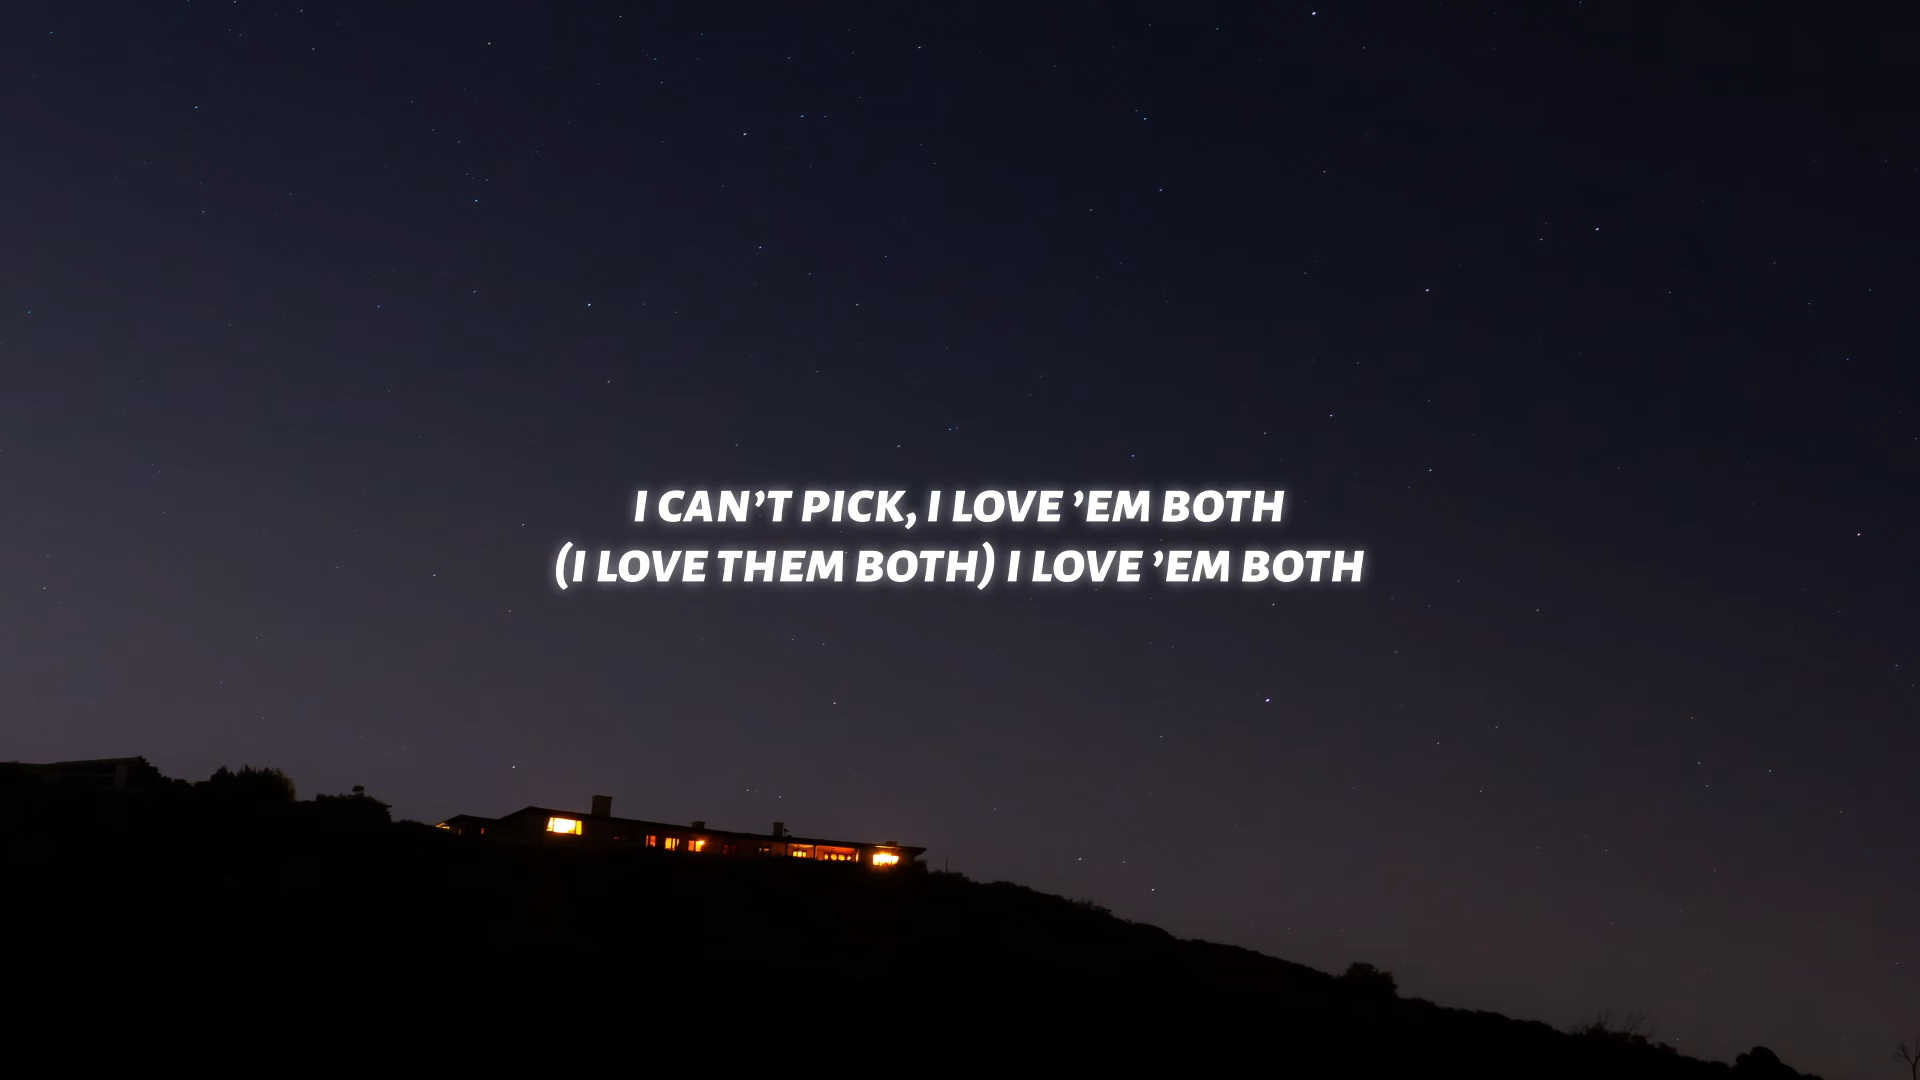 I CAN’T PICK, I LOVE ’EM BOTH
(I LOVE THEM BOTH) I LOVE ’EM BOTH